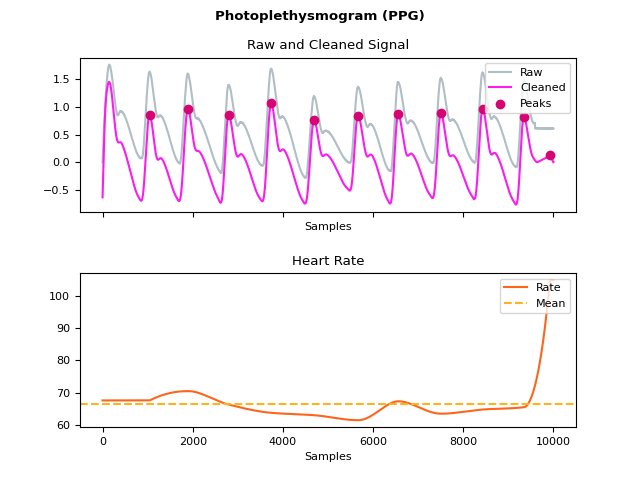 Photoplethysmogram (PPG)
Raw and Cleaned Signal
Raw
Cleaned
Peaks
1.5
1.0
0.5
0.0
−0.5
Samples
Heart Rate
Rate
Mean
100
90
80
70
60
0 2000 4000 6000 8000 10000
Samples